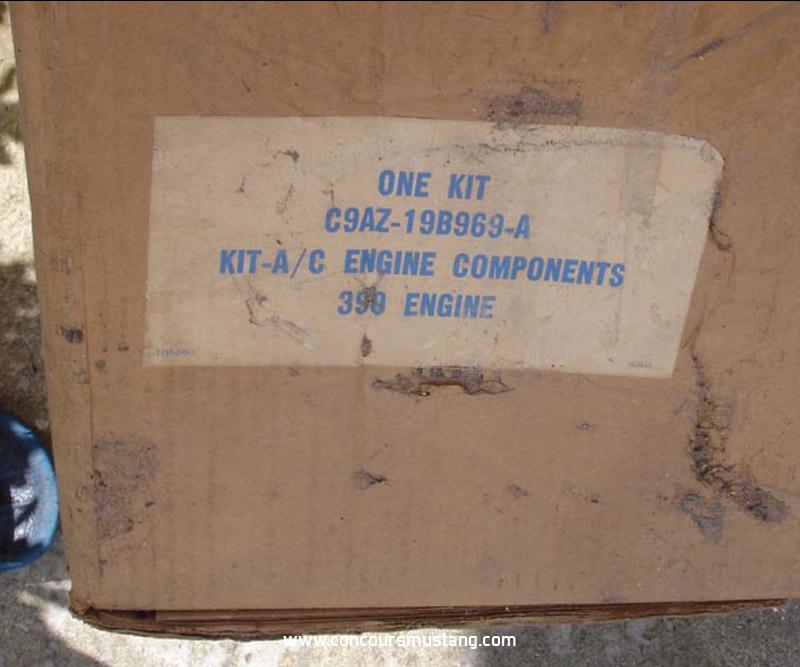 ONE KIT
C9AZ-19B969-A
KIT-A/C ENGINE COMPONENTS
390 ENGINE
www.concoursmustang.com